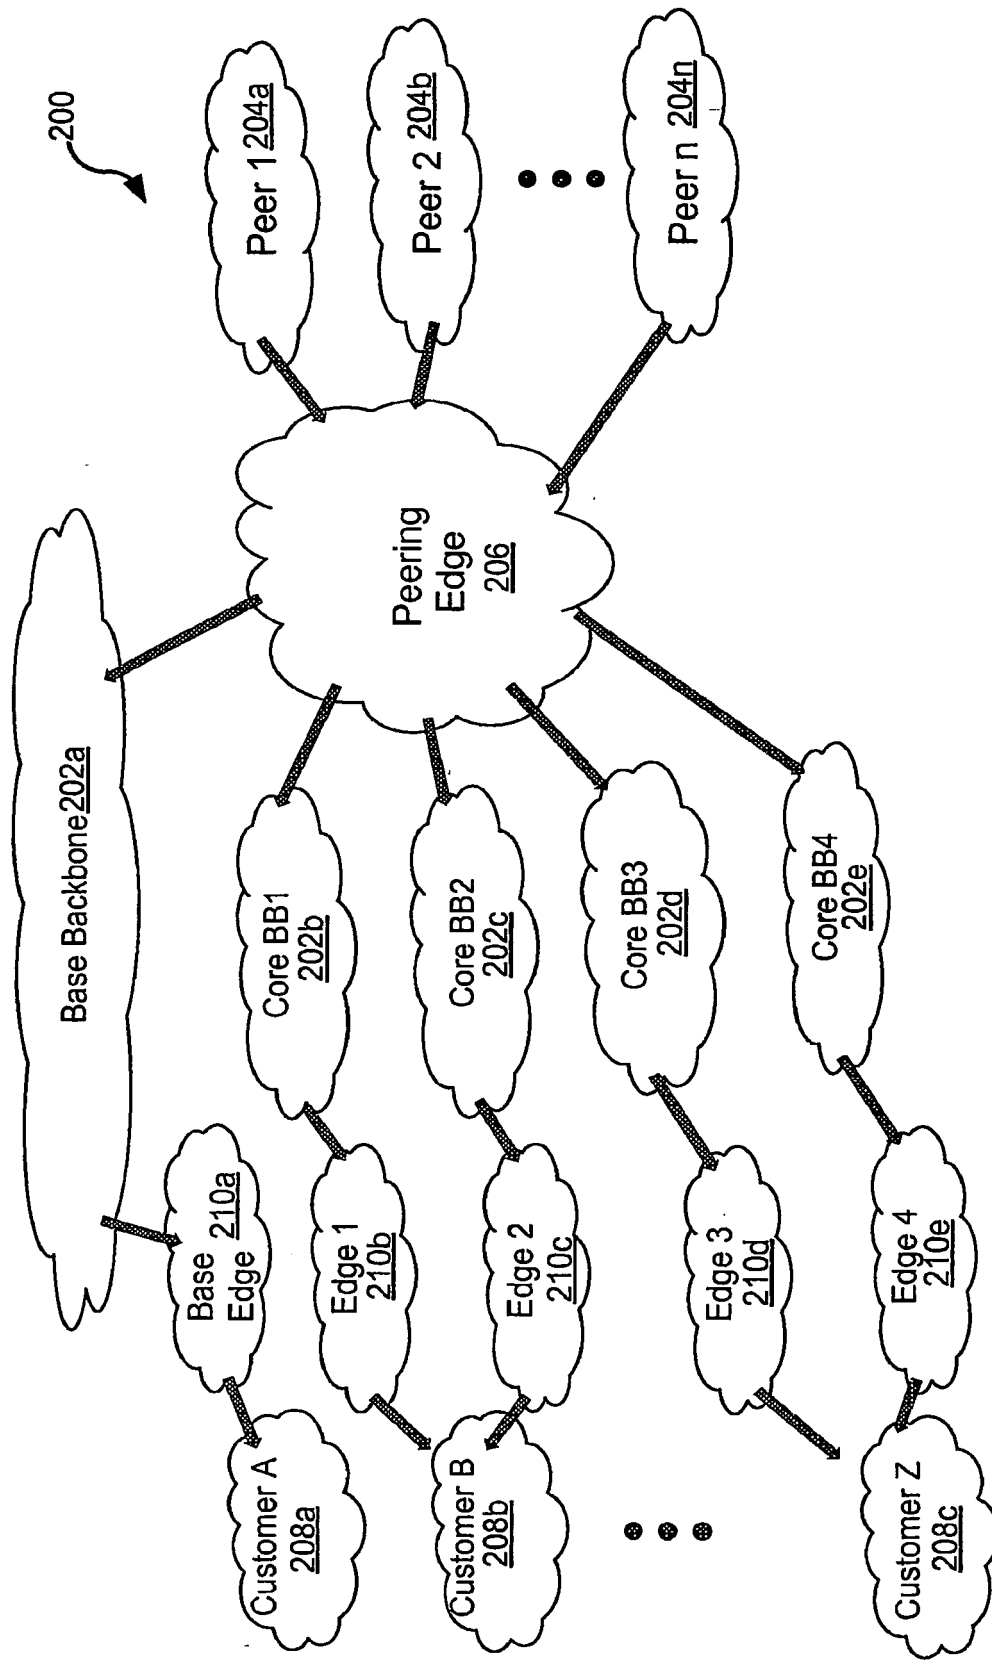 200
Base Backbone202a
Peer 1 204a
Peer 2 204b
Peer n 204n
Peering
Edge
206
Core BB1
202b
Core BB2
202c
Core BB3
202d
Core BB4
202e
Base
Edge 210a
Edge 1
210b
Edge 2
210c
Edge 3
210d
Edge 4
210e
Customer A
208a
Customer B
208b
Customer Z
208c